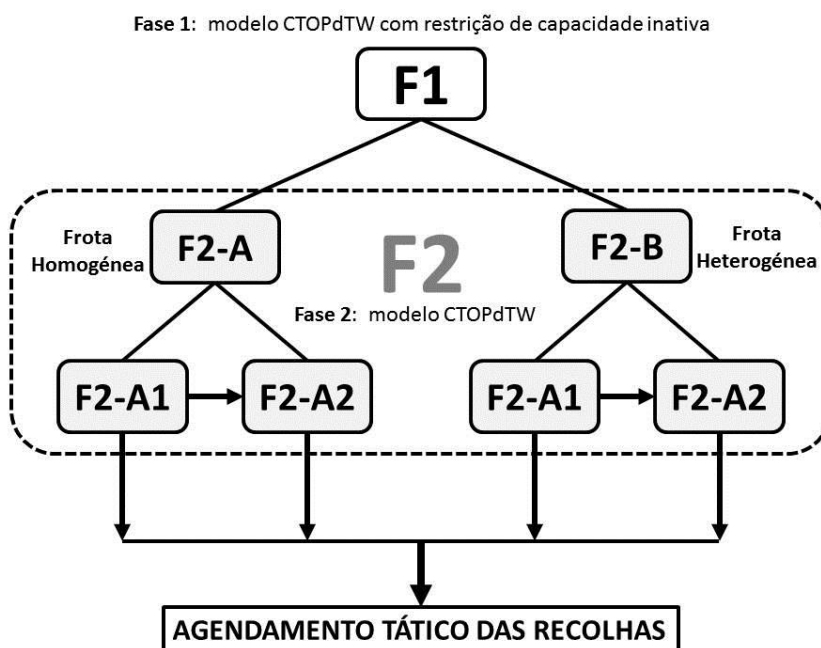 Fase 1: modelo CTOPdTW com restrição de capacidade inativa
F1
Frota
Homogénea
F2-A
F2
F2-B
Frota
Heterogénea
Fase 2: modelo CTOPdTW
F2-A1
F2-A2
F2-A1
F2-A2
AGENDAMENTO TÁTICO DAS RECOLHAS